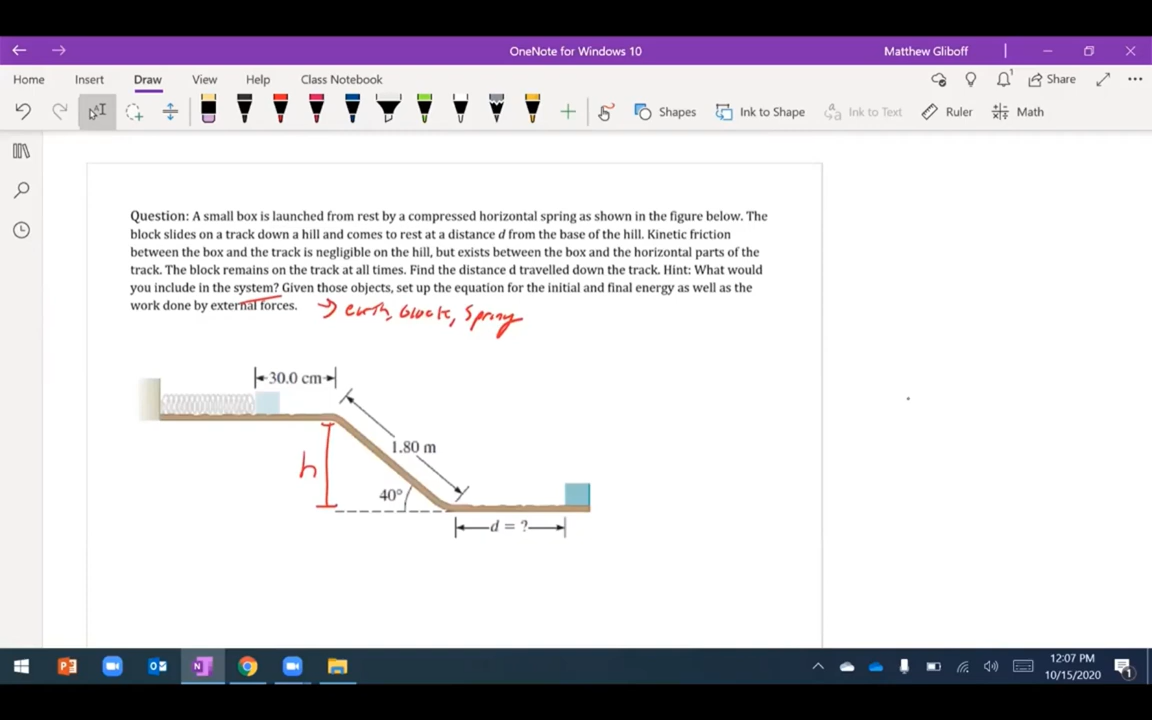 OneNote for Windows 10
Matthew Gliboff
Home Insert Draw View Help Class Notebook Share
Shapes Ink to Shape Ink to Text Ruler Math
Question: A small box is launched from rest by a compressed horizontal spring as shown in the figure below. The
block slides on a track down a hill and comes to rest at a distance d from the base of the hill. Kinetic friction
between the box and the track is negligible on the hill, but exists between the box and the horizontal parts of the
track. The block remains on the track at all times. Find the distance d travelled down the track. Hint: What would
you include in the system? Given those objects, set up the equation for the initial and final energy as well as the
work done by external forces.
→ earth, block, spring
30.0 cm
1.80 m
h
40°
d = ?
12:07 PM
10/15/2020
1